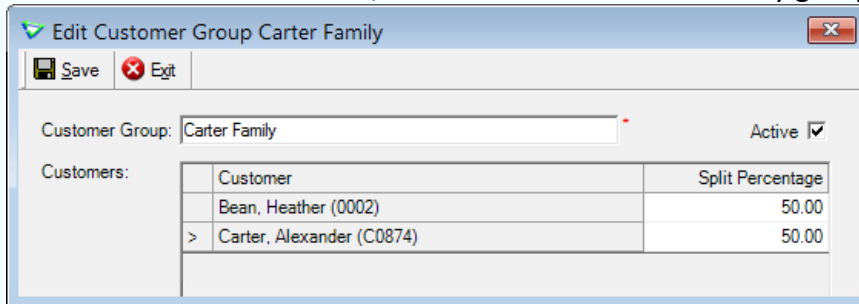 Edit Customer Group Carter Family
Save Exit
Customer Group: Carter Family * Active
Customers:
Customer Split Percentage
Bean, Heather (0002) 50.00
> Carter, Alexander (C0874) 50.00